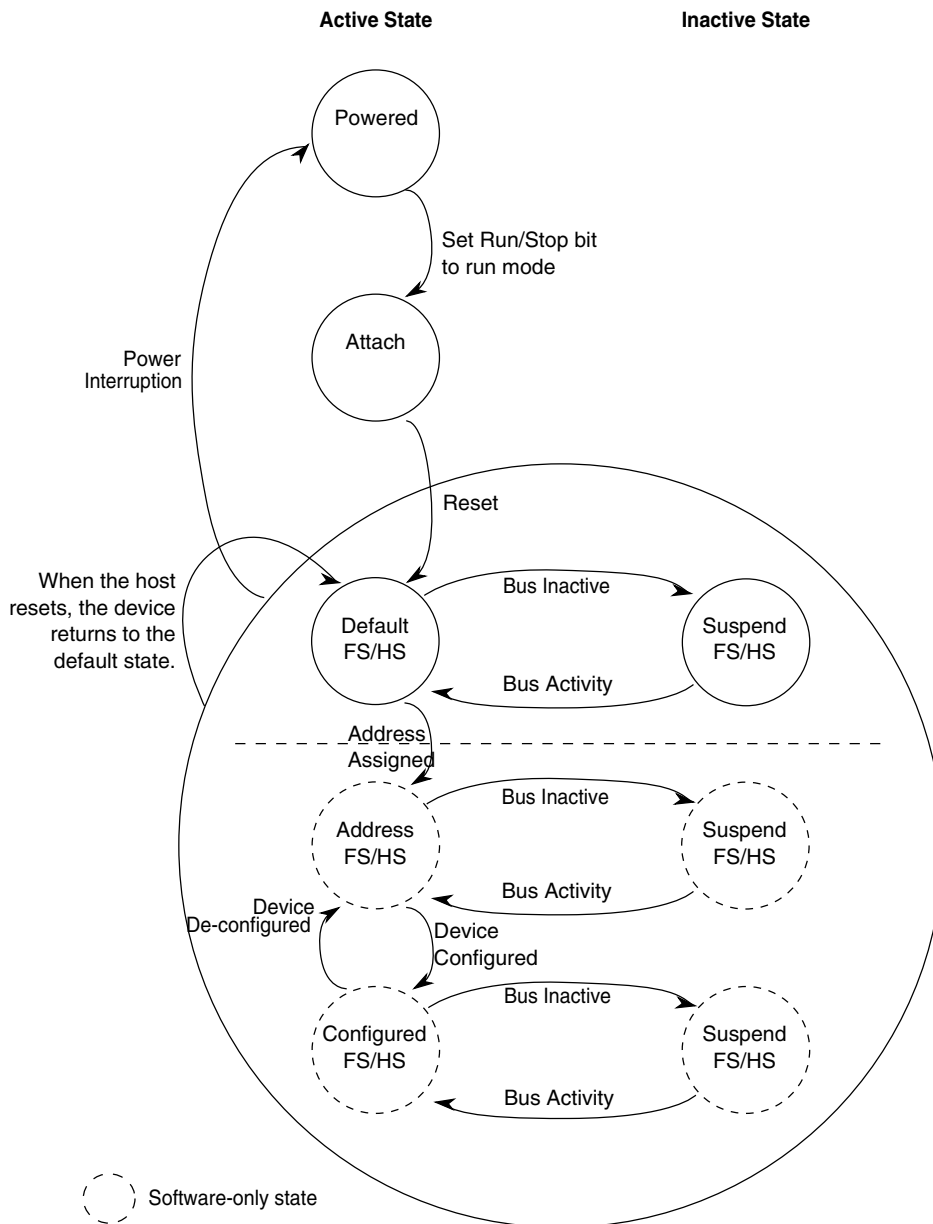 Active State
Inactive State
Powered
Set Run/Stop bit
to run mode
Attach
Power
Interruption
Reset
When the host
resets, the device
returns to the
default state.
Default
FS/HS
Bus Inactive
Suspend
FS/HS
Bus Activity
Address
Assigned
Address
FS/HS
Bus Inactive
Suspend
FS/HS
Bus Activity
Device
De-configured
Device
Configured
Configured
FS/HS
Bus Inactive
Suspend
FS/HS
Bus Activity
Software-only state